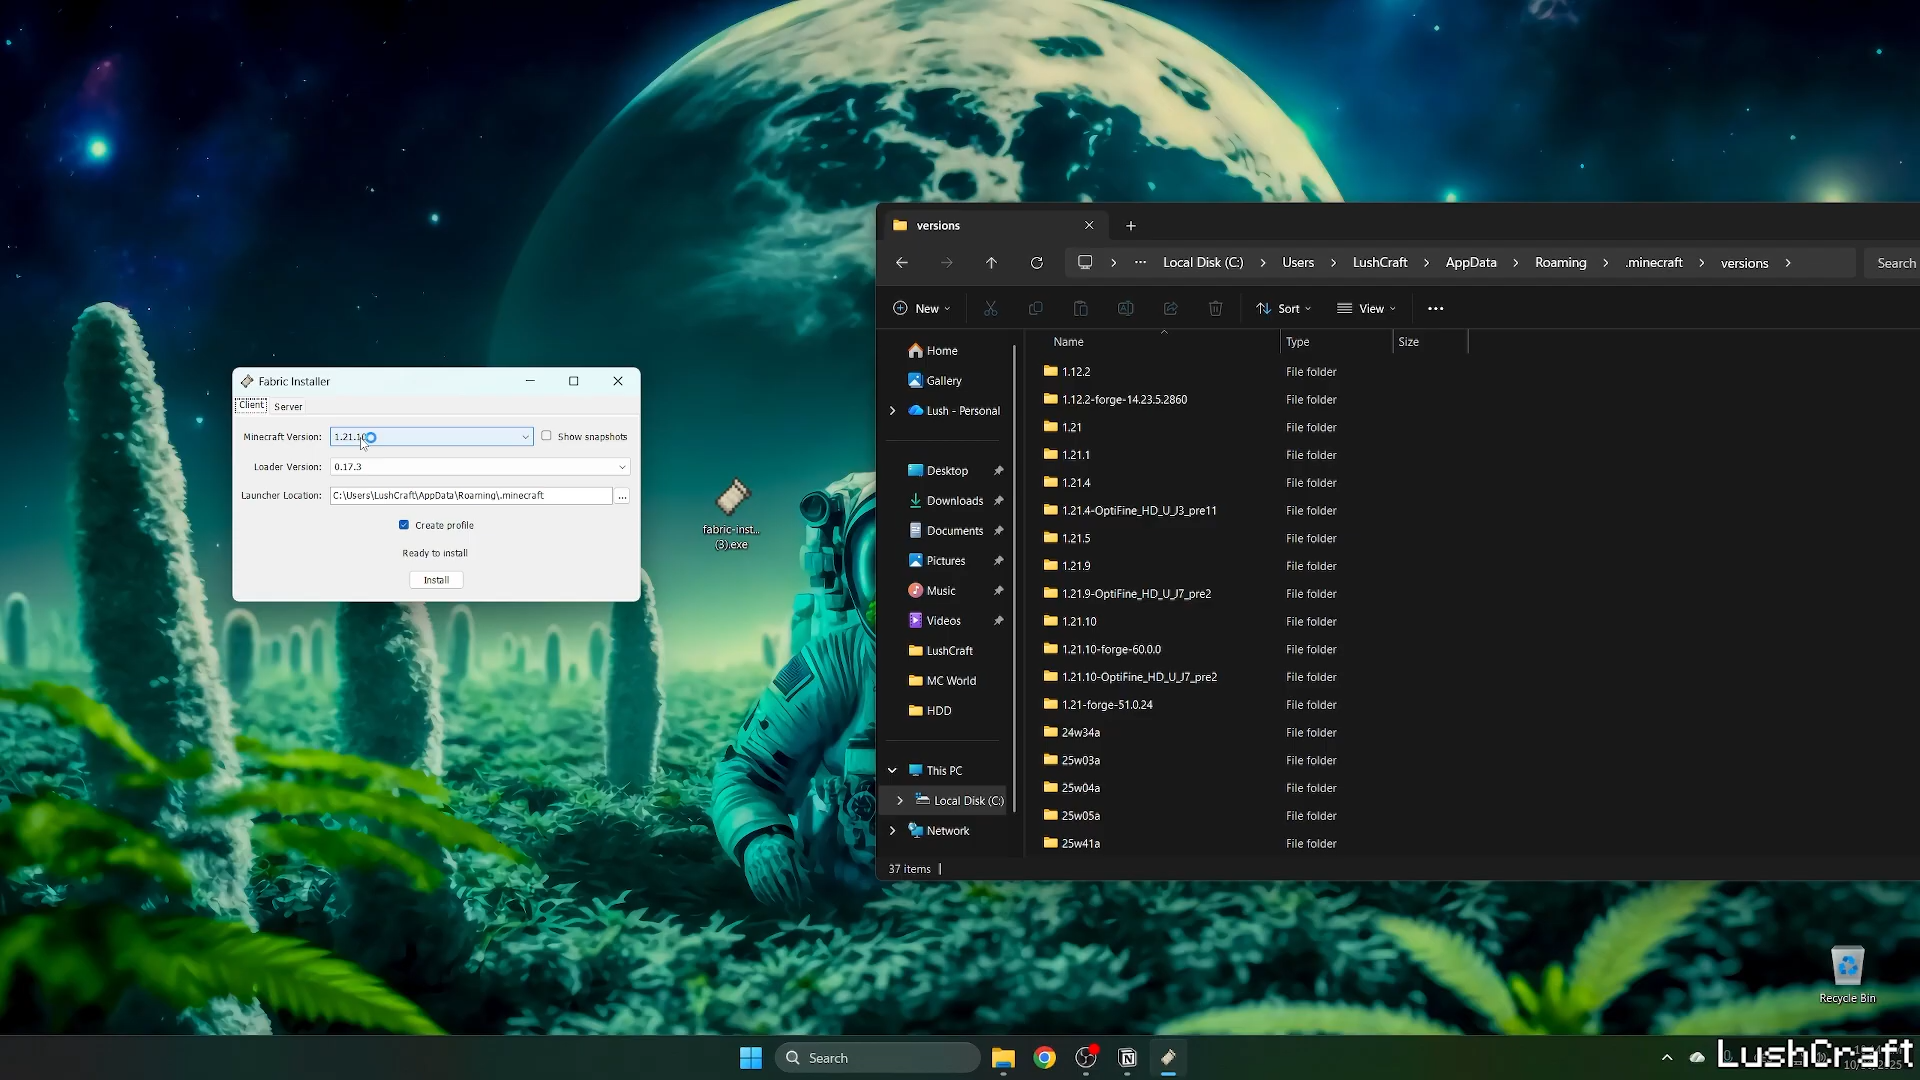 Fabric Installer
Client
Server
Minecraft Version:
1.21.10
Show snapshots
Loader Version:
0.17.3
Launcher Location:
C:\Users\LushCraft\AppData\Roaming\.minecraft
...
Create profile
Ready to install
Install
fabric-inst...
(3).exe
versions
Local Disk (C:)
Users
LushCraft
AppData
Roaming
.minecraft
versions
Search
New
Sort
View
Home
Gallery
Lush - Personal
Desktop
Downloads
Documents
Pictures
Music
Videos
LushCraft
MC World
HDD
This PC
Local Disk (C:)
Network
Name Type Size
1.12.2 File folder
1.12.2-forge-14.23.5.2860 File folder
1.21 File folder
1.21.1 File folder
1.21.4 File folder
1.21.4-OptiFine_HD_U_J3_pre11 File folder
1.21.5 File folder
1.21.9 File folder
1.21.9-OptiFine_HD_U_J7_pre2 File folder
1.21.10 File folder
1.21.10-forge-60.0.0 File folder
1.21.10-OptiFine_HD_U_J7_pre2 File folder
1.21-forge-51.0.24 File folder
24w34a File folder
25w03a File folder
25w04a File folder
25w05a File folder
25w41a File folder
37 items
Recycle Bin
Search
LushCraft